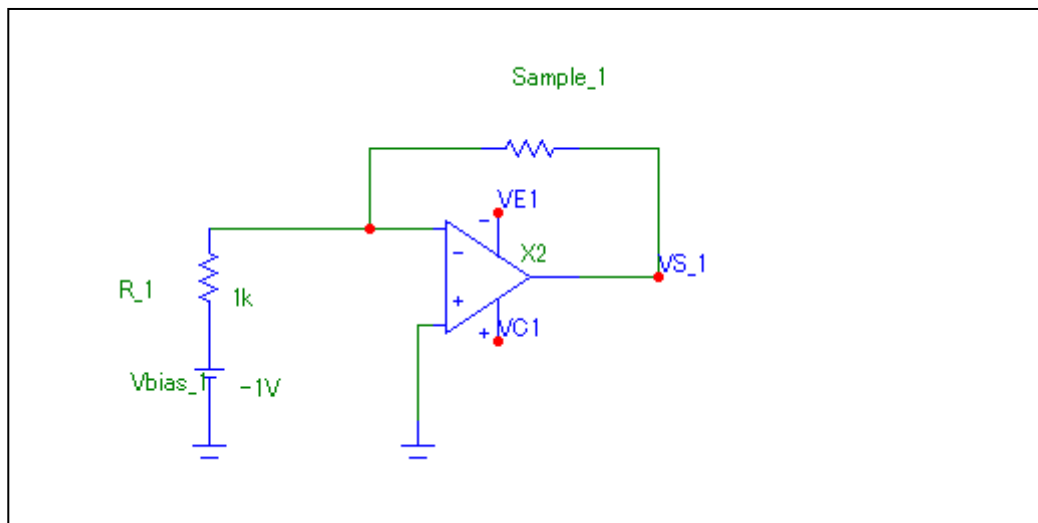 Sample_1
VE1
-
X2
-
VS_1
R_1
1k
+
+
VC1
Vbias_1
-1V